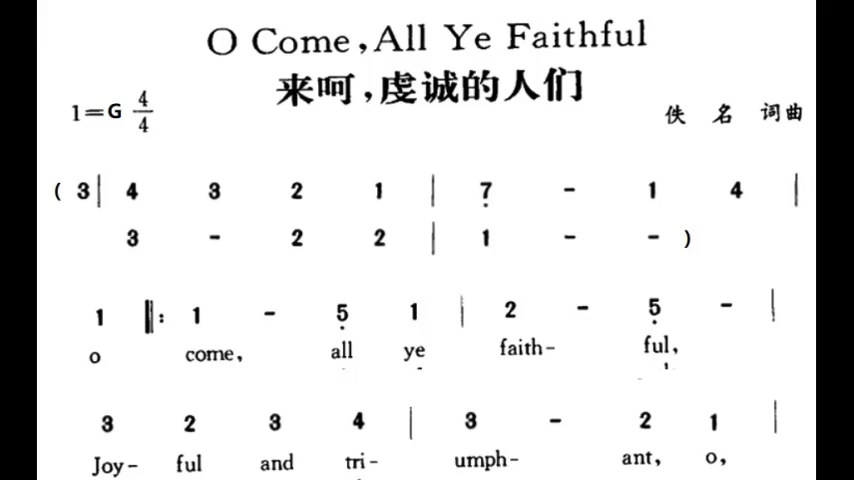 O Come, All Ye Faithful
来呵，虔诚的人们
1=G 4/4
佚 名 词曲
( 3 | 4 3 2 1 | 7̣ - 1 4 |
3 - 2 2 | 1 - - )
1 ‖: 1 - 5̣ 1 | 2 - 5̣ - |
o come, all ye faith- ful,
3 2 3 4 | 3 - 2 1 |
Joy- ful and tri- umph- ant, o,